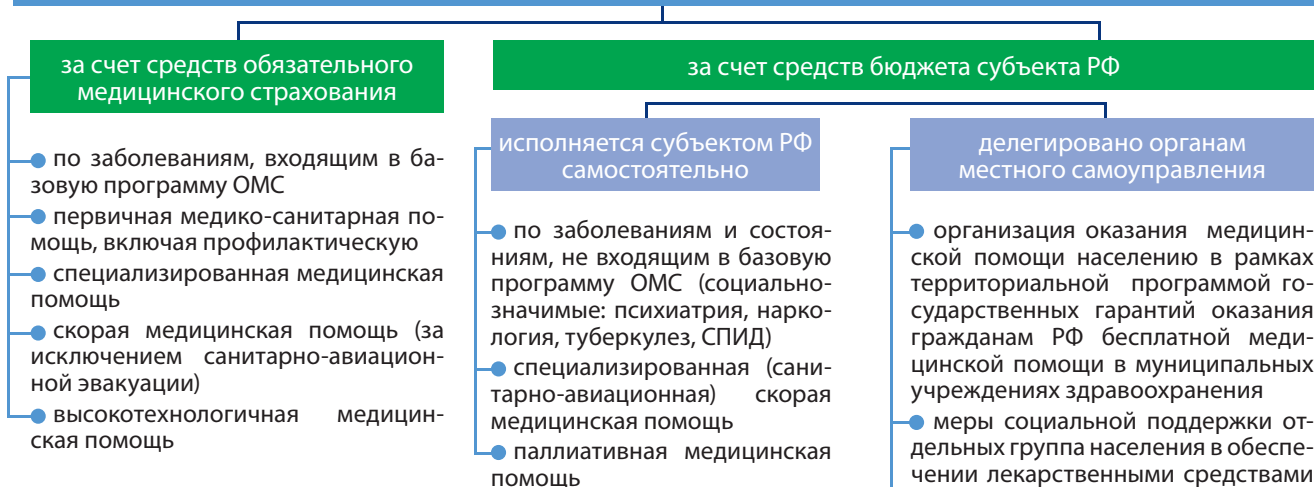 за счет средств обязательного
медицинского страхования
по заболеваниям, входящим в ба-
зовую программу ОМС
первичная медико-санитарная по-
мощь, включая профилактическую
специализированная медицинская
помощь
скорая медицинская помощь (за
исключением санитарно-авиацион-
ной эвакуации)
высокотехнологичная медицин-
ская помощь
за счет средств бюджета субъекта РФ
исполняется субъектом РФ
самостоятельно
по заболеваниям и состоя-
ниям, не входящим в базовую
программу ОМС (социально-
значимые: психиатрия, нарко-
логия, туберкулез, СПИД)
специализированная (сани-
тарно-авиационная) скорая
медицинская помощь
паллиативная медицинская
помощь
делегировано органам
местного самоуправления
организация оказания медицин-
ской помощи населению в рамках
территориальной программой го-
сударственных гарантий оказания
гражданам РФ бесплатной меди-
цинской помощи в муниципальных
учреждениях здравоохранения
меры социальной поддержки от-
дельных группа населения в обеспе-
чении лекарственными средствами